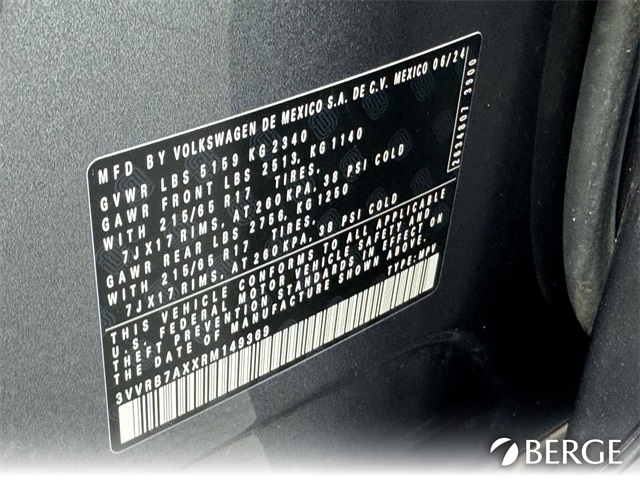 MFD BY VOLKSWAGEN DE MEXICO S.A. DE C.V. MEXICO 06/24
GVWR LBS 5159 KG 2340
GAWR FRONT LBS 2513, KG 1140
WITH 215/65 R17 TIRES,
7JX17 RIMS, AT 260 KPA, 38 PSI COLD
GAWR REAR LBS 2756, KG 1250
WITH 215/65 R17 TIRES,
7JX17 RIMS, AT 260 KPA, 38 PSI COLD
THIS VEHICLE CONFORMS TO ALL APPLICABLE
U.S. FEDERAL MOTOR VEHICLE SAFETY AND
THEFT PREVENTION STANDARDS IN EFFECT ON
THE DATE OF MANUFACTURE SHOWN ABOVE.
3VVRB7AXXRM149369 TYPE: MPV
BERGE